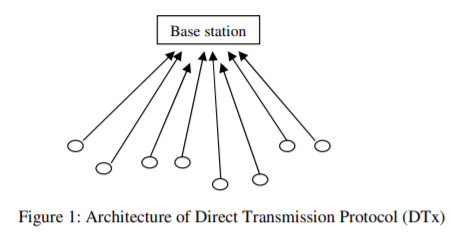 Base station
Figure 1: Architecture of Direct Transmission Protocol (DTx)